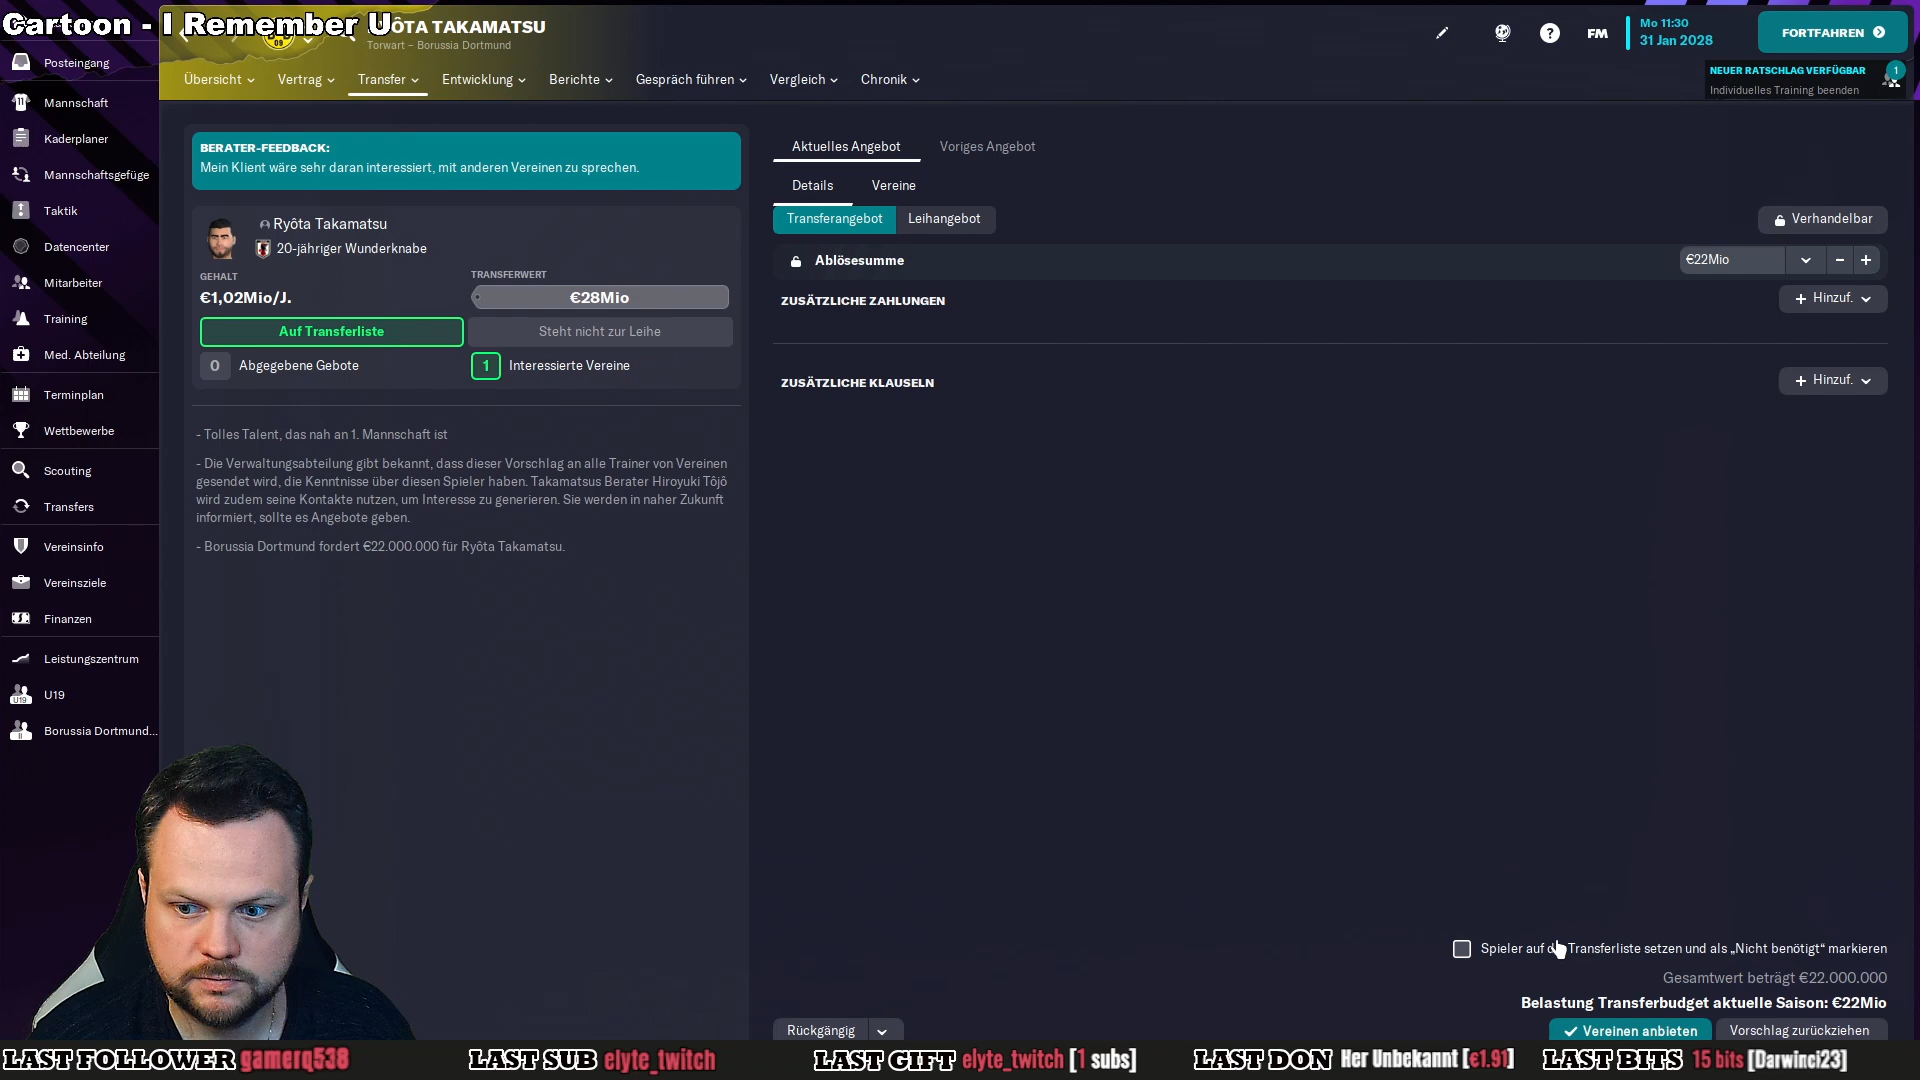 Cartoon - I Remember U
YÔTA TAKAMATSU
Torwart – Borussia Dortmund
Mo 11:30
31 Jan 2028
FORTFAHREN
FM
NEUER RATSCHLAG VERFÜGBAR
1
Individuelles Training beenden
Übersicht
Vertrag
Transfer
Entwicklung
Berichte
Gespräch führen
Vergleich
Chronik
Posteingang
Mannschaft
Kaderplaner
Mannschaftsgefüge
Taktik
Datencenter
Mitarbeiter
Training
Med. Abteilung
Terminplan
Wettbewerbe
Scouting
Transfers
Vereinsinfo
Vereinsziele
Finanzen
Leistungszentrum
U19
Borussia Dortmund...
BERATER-FEEDBACK:
Mein Klient wäre sehr daran interessiert, mit anderen Vereinen zu sprechen.
Ryôta Takamatsu
20-jähriger Wunderknabe
GEHALT
TRANSFERWERT
€1,02Mio/J.
€28Mio
Auf Transferliste
Steht nicht zur Leihe
0 Abgegebene Gebote
1 Interessierte Vereine
- Tolles Talent, das nah an 1. Mannschaft ist
- Die Verwaltungsabteilung gibt bekannt, dass dieser Vorschlag an alle Trainer von Vereinen
gesendet wird, die Kenntnisse über diesen Spieler haben. Takamatsus Berater Hiroyuki Tôjô
wird zudem seine Kontakte nutzen, um Interesse zu generieren. Sie werden in naher Zukunft
informiert, sollte es Angebote geben.
- Borussia Dortmund fordert €22.000.000 für Ryôta Takamatsu.
Aktuelles Angebot
Voriges Angebot
Details
Vereine
Transferangebot
Leihangebot
Verhandelbar
Ablösesumme
€22Mio
ZUSÄTZLICHE ZAHLUNGEN
+ Hinzuf.
ZUSÄTZLICHE KLAUSELN
+ Hinzuf.
Spieler auf Transferliste setzen und als „Nicht benötigt“ markieren
Gesamtwert beträgt €22.000.000
Belastung Transferbudget aktuelle Saison: €22Mio
Rückgängig
Vereinen anbieten
Vorschlag zurückziehen
LAST FOLLOWER gamerq538
LAST SUB elyte_twitch
LAST GIFT elyte_twitch [1 subs]
LAST DON Her Unbekannt [€1.91]
LAST BITS 15 bits [Darwinci23]